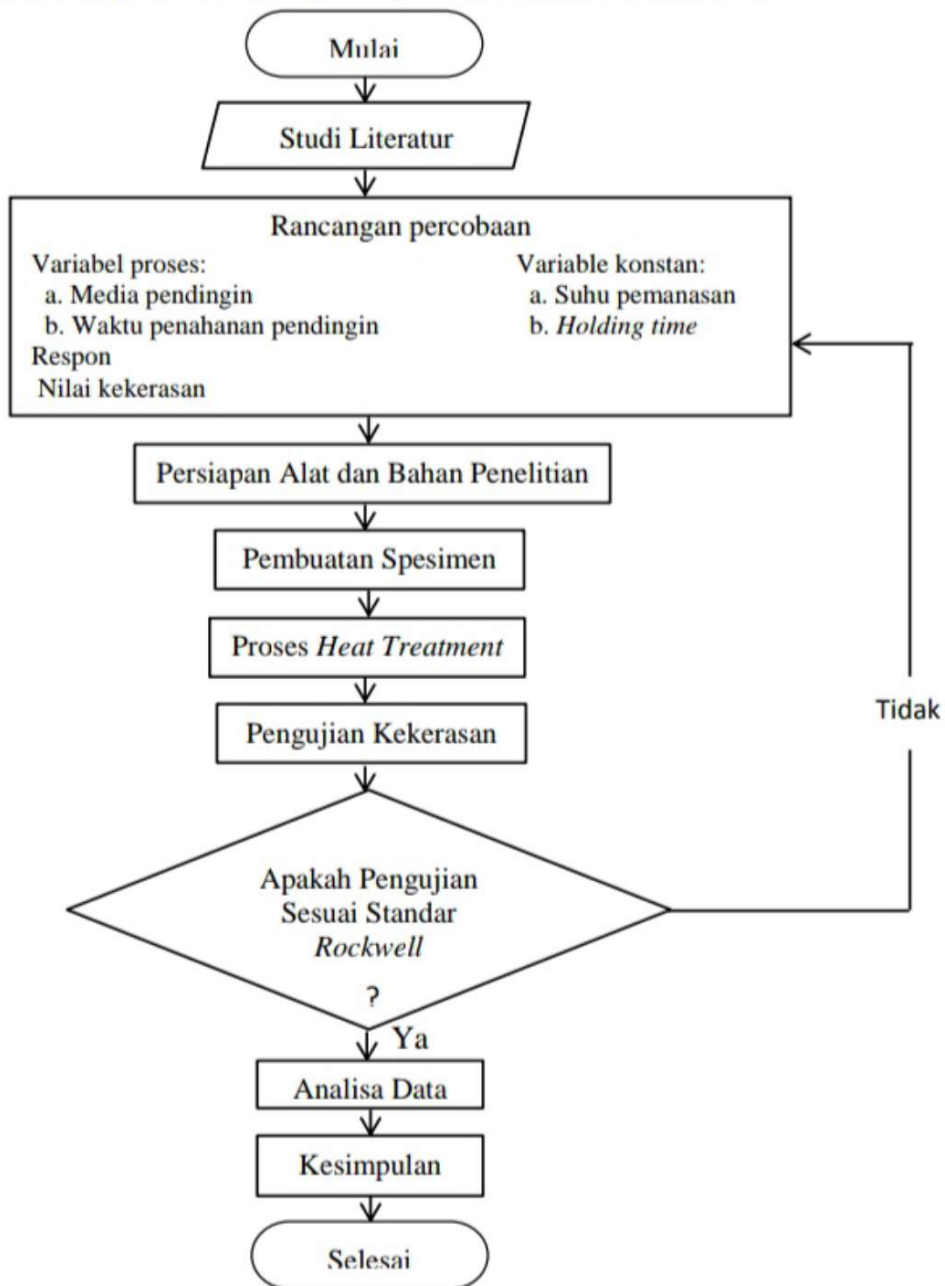 Mulai
Studi Literatur
Rancangan percobaan
Variabel proses:
a. Media pendingin
b. Waktu penahanan pendingin
Respon
Nilai kekerasan
Variable konstan:
a. Suhu pemanasan
b. Holding time
Persiapan Alat dan Bahan Penelitian
Pembuatan Spesimen
Proses Heat Treatment
Pengujian Kekerasan
Apakah Pengujian
Sesuai Standar
Rockwell
?
Tidak
Ya
Analisa Data
Kesimpulan
Selesai